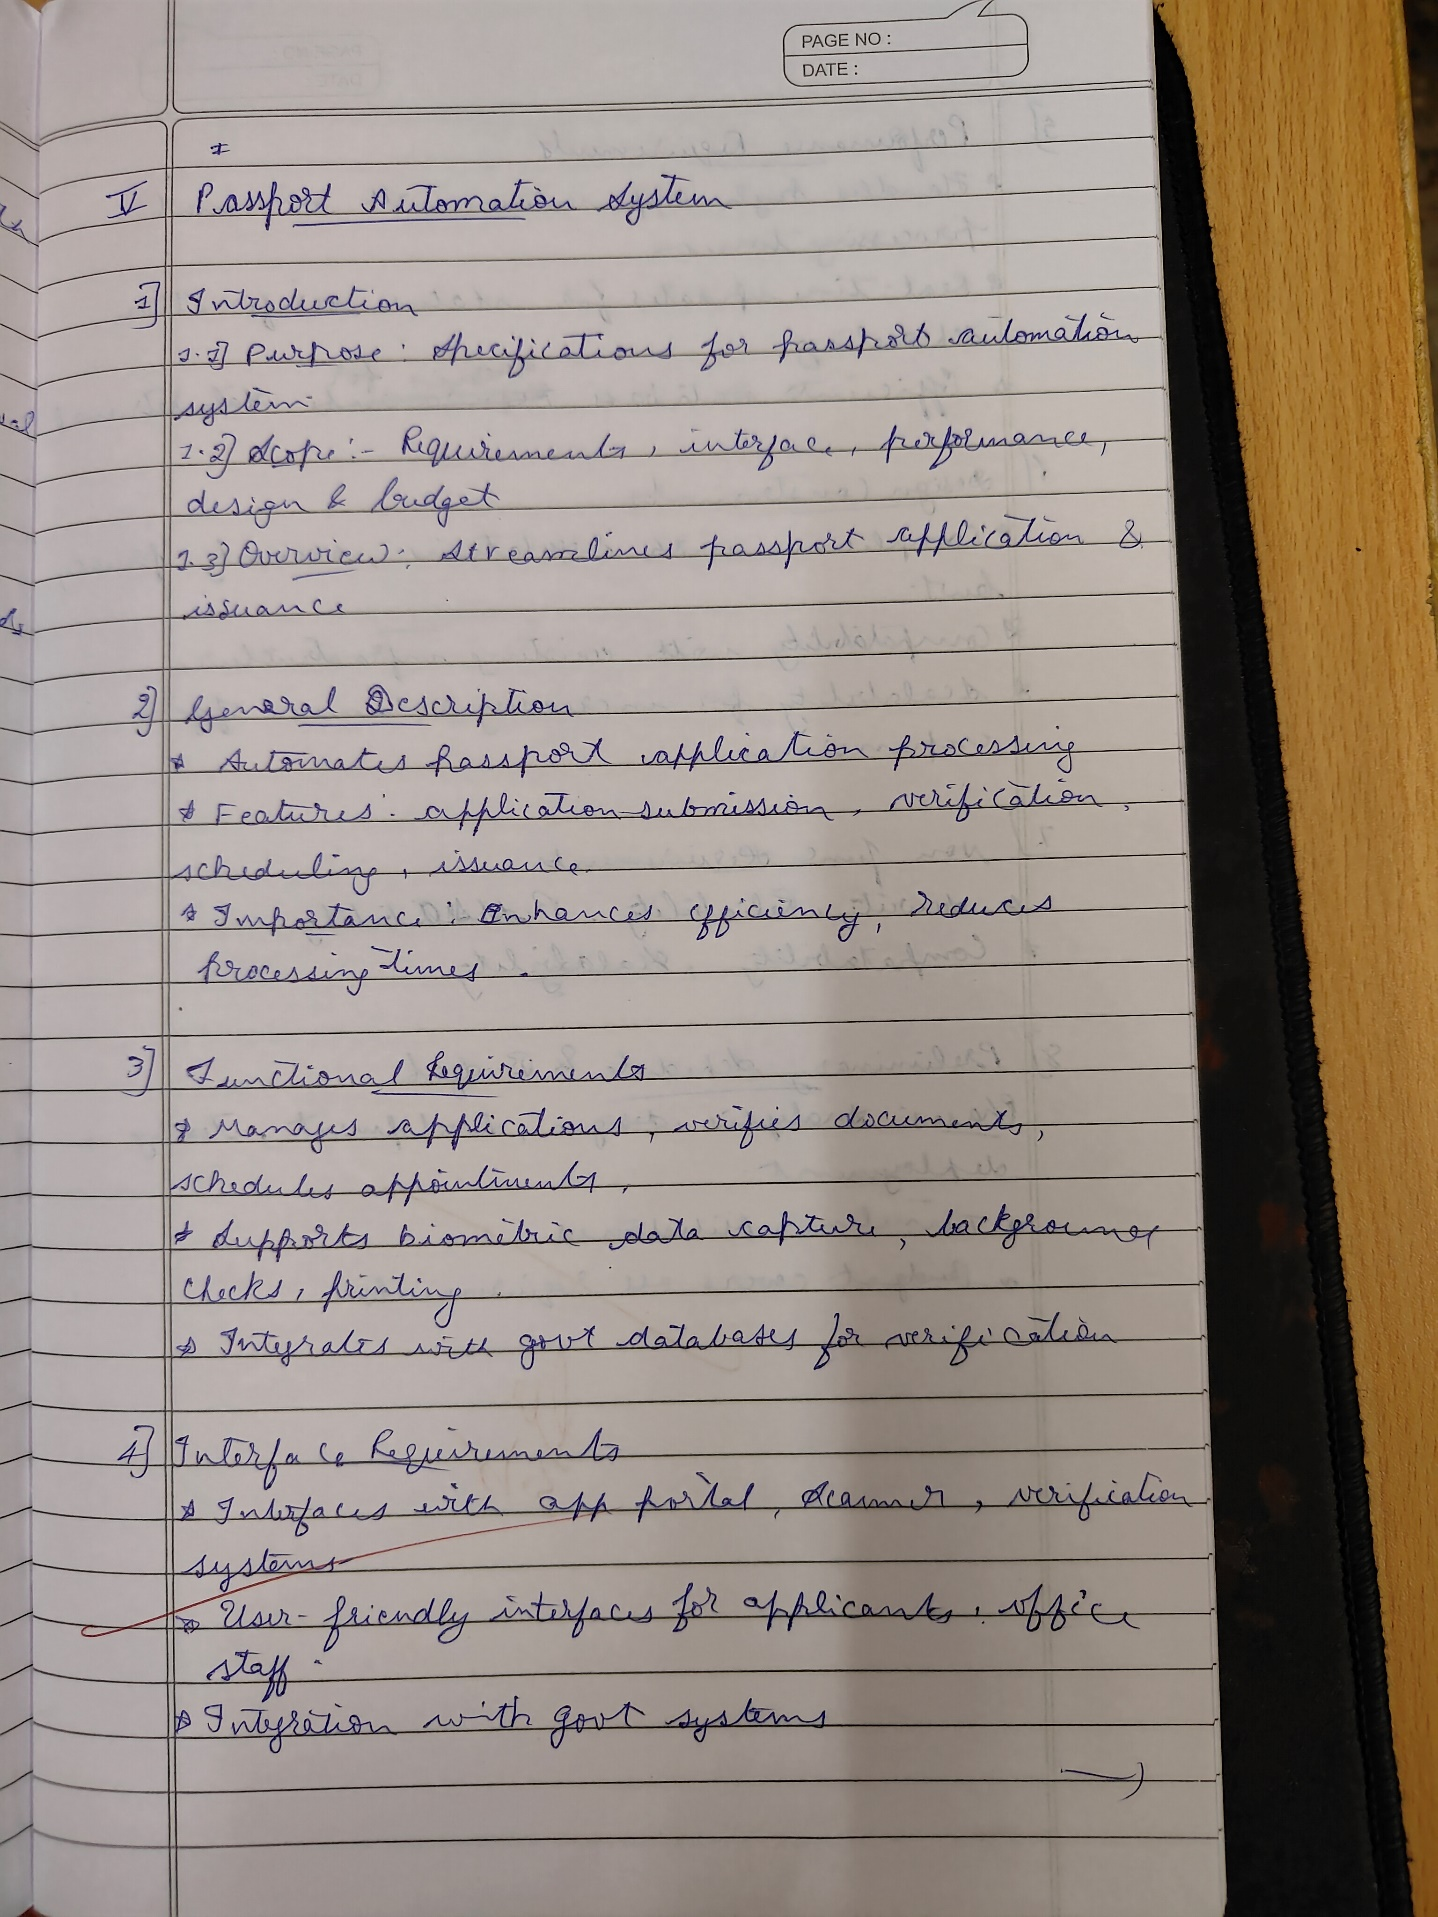 PAGE NO :
DATE :
IV Passport Automation System
1] Introduction
1.1] Purpose : Specifications for passport automation
system
1.2] Scope :- Requirements, interface, performance,
design & budget
1.3] Overview : Streamlines passport application &
issuance
2] General Description
* Automates passport application processing
* Features : application submission, verification,
scheduling, issuance
* Importance : Enhances efficiency, reduces
processing times .
3] Functional Requirements
* Manages applications, verifies documents,
schedules appointments,
* Supports biometric data capture, background
checks, printing .
* Integrates with govt databases for verification
4] Interface Requirements
* Interfaces with app portal, scanner, verification
systems
* User-friendly interfaces for applicants, office
staff .
* Integration with govt systems